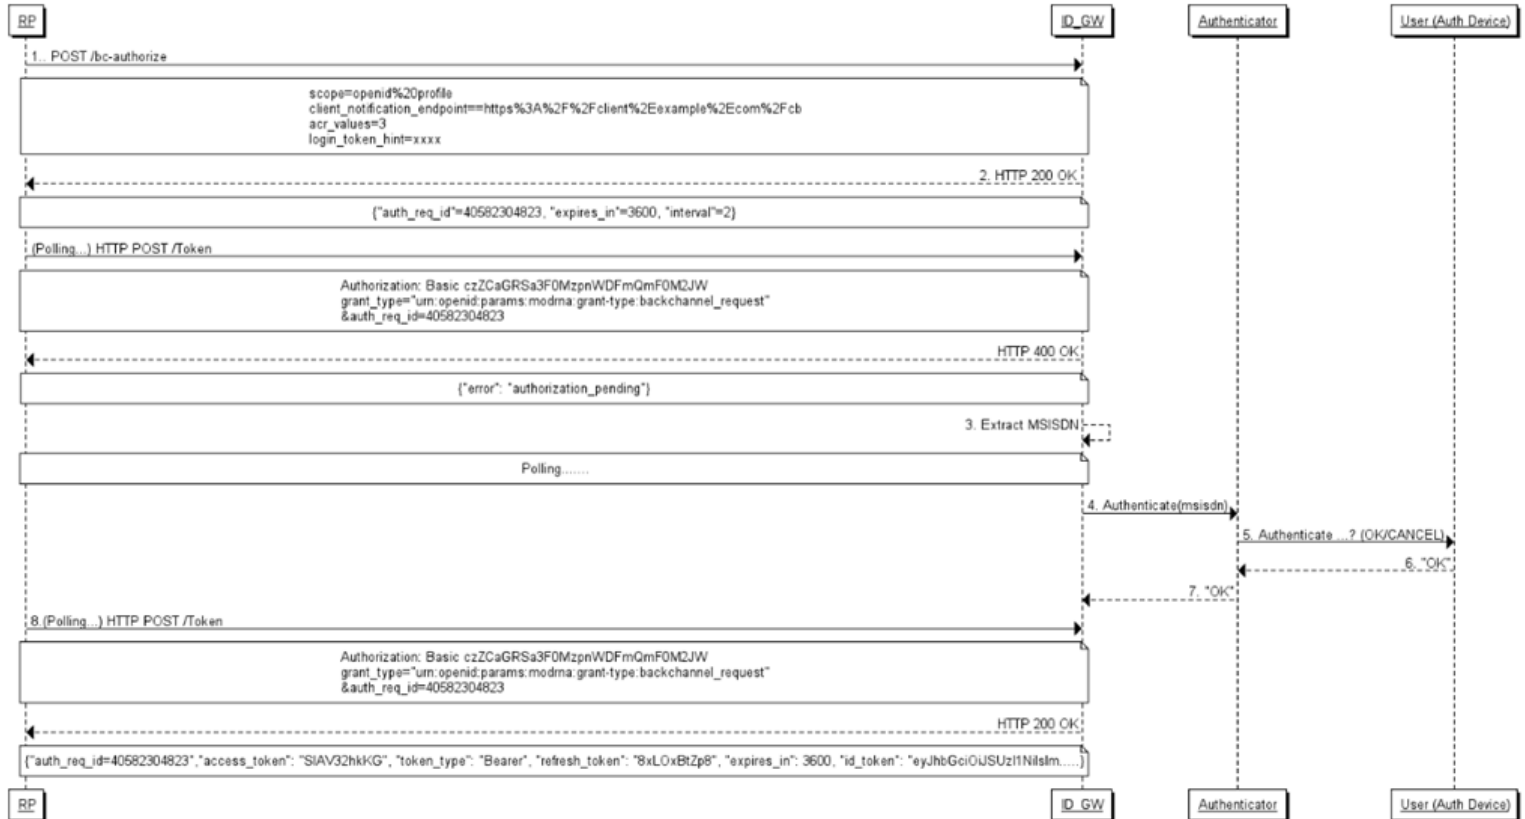 RP
ID_GW
Authenticator
User (Auth Device)
1.. POST /bc-authorize
scope=openid%20profile
client_notification_endpoint==https%3A%2F%2Fclient%2Eexample%2Ecom%2Fcb
acr_values=3
login_token_hint=xxxx
2. HTTP 200 OK
{"auth_req_id"=40582304823, "expires_in"=3600, "interval"=2}
(Polling...) HTTP POST /Token
Authorization: Basic czZCaGRSa3F0MzpnWDFmQmF0M2JW
grant_type="urn:openid:params:modrna:grant-type:backchannel_request"
&auth_req_id=40582304823
HTTP 400 OK
{"error": "authorization_pending"}
3. Extract MSISDN
Polling.......
4. Authenticate(msisdn)
5. Authenticate ...? (OK/CANCEL)
6. "OK"
7. "OK"
8.(Polling...) HTTP POST /Token
Authorization: Basic czZCaGRSa3F0MzpnWDFmQmF0M2JW
grant_type="urn:openid:params:modrna:grant-type:backchannel_request"
&auth_req_id=40582304823
HTTP 200 OK
{"auth_req_id=40582304823","access_token": "SlAV32hkKG", "token_type": "Bearer", "refresh_token": "8xLOxBtZp8", "expires_in": 3600, "id_token": "eyJhbGciOiJSUzI1NiIsIm.....}
RP
ID_GW
Authenticator
User (Auth Device)